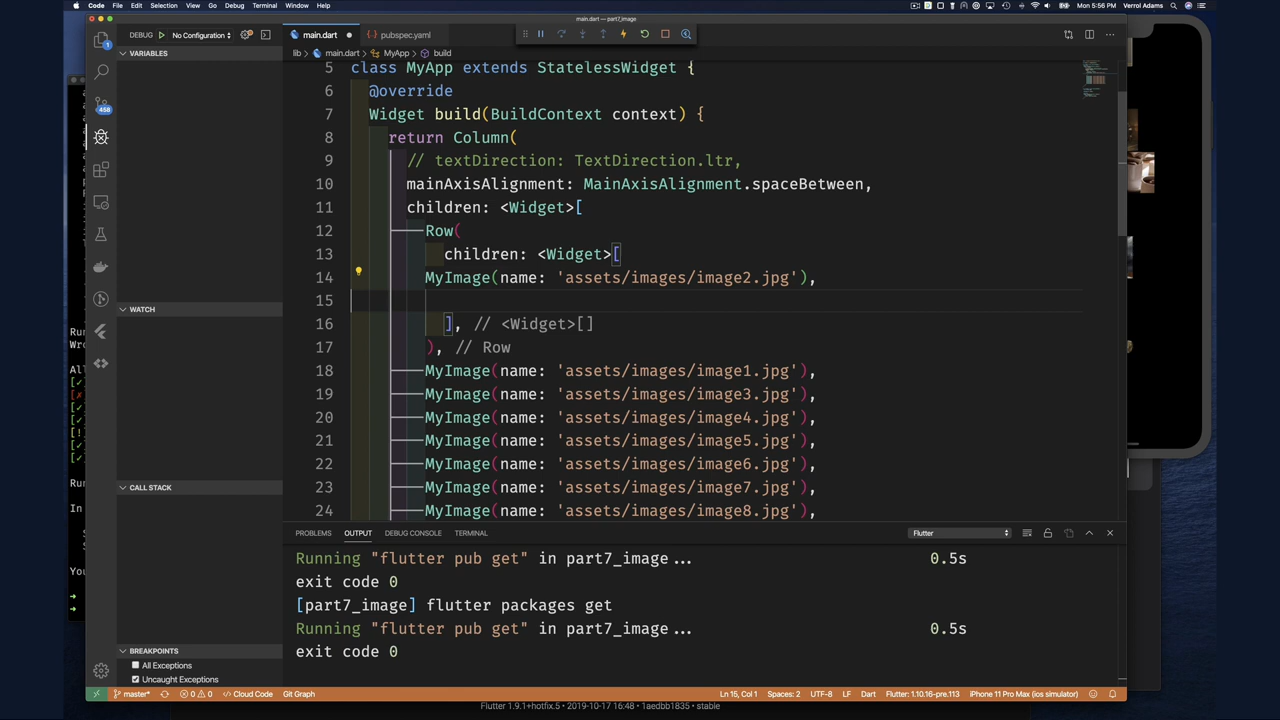 Code File Edit Selection View Go Debug Terminal Window Help
Mon 5:56 PM Verrol Adams
main.dart — part7_image
DEBUG No Configuration
main.dart
pubspec.yaml
lib main.dart MyApp build
VARIABLES
WATCH
CALL STACK
BREAKPOINTS
All Exceptions
Uncaught Exceptions
1
458
5 class MyApp extends StatelessWidget {
6 @override
7 Widget build(BuildContext context) {
8 return Column(
9 // textDirection: TextDirection.ltr,
10 mainAxisAlignment: MainAxisAlignment.spaceBetween,
11 children: <Widget>[
12 Row(
13 children: <Widget>[
14 MyImage(name: 'assets/images/image2.jpg'),
15
16 ], // <Widget>[]
17 ), // Row
18 MyImage(name: 'assets/images/image1.jpg'),
19 MyImage(name: 'assets/images/image3.jpg'),
20 MyImage(name: 'assets/images/image4.jpg'),
21 MyImage(name: 'assets/images/image5.jpg'),
22 MyImage(name: 'assets/images/image6.jpg'),
23 MyImage(name: 'assets/images/image7.jpg'),
24 MyImage(name: 'assets/images/image8.jpg'),
PROBLEMS OUTPUT DEBUG CONSOLE TERMINAL Flutter
Running "flutter pub get" in part7_image... 0.5s
exit code 0
[part7_image] flutter packages get
Running "flutter pub get" in part7_image... 0.5s
exit code 0
master* 0 0 Cloud Code Git Graph Ln 15, Col 1 Spaces: 2 UTF-8 LF Dart Flutter: 1.10.16-pre.113 iPhone 11 Pro Max (ios simulator)
Flutter 1.9.1+hotfix.5 • 2019-10-17 16:48 • 1aedbb1835 • stable